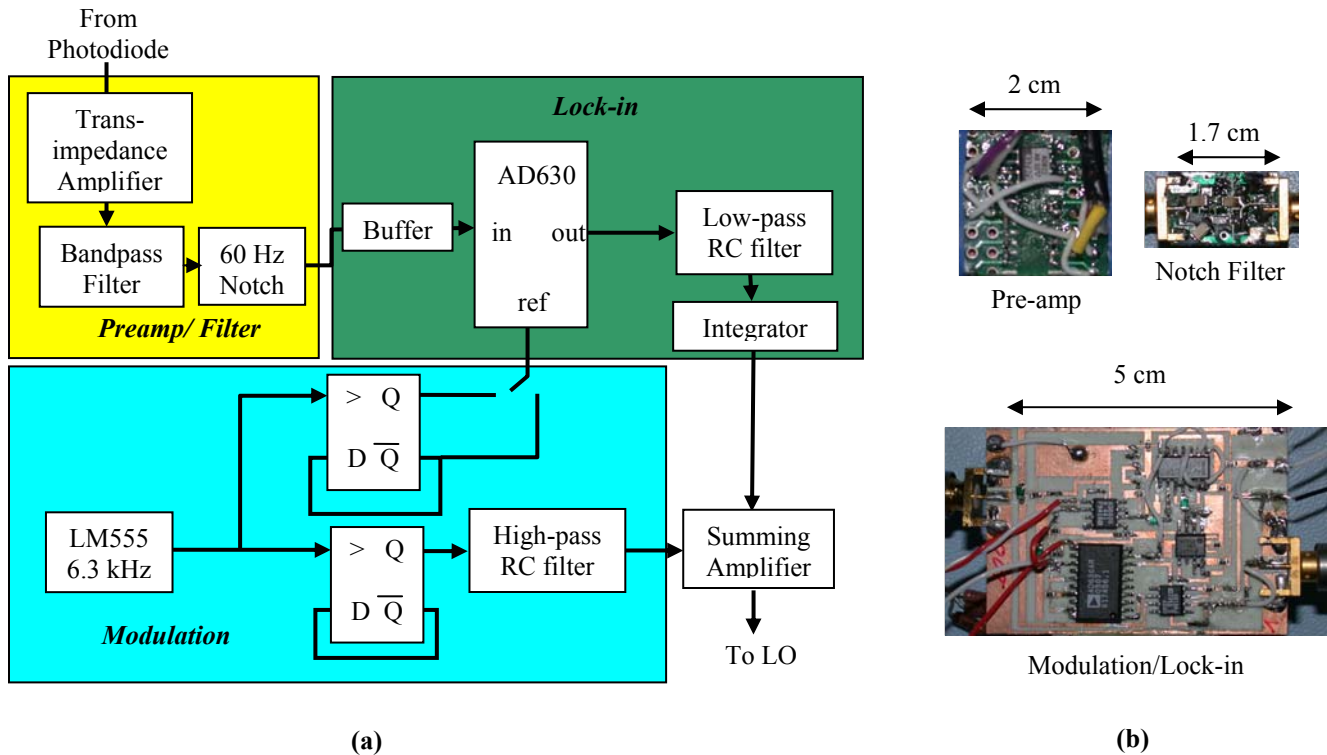 From
Photodiode
Trans-
impedance
Amplifier
Bandpass
Filter
60 Hz
Notch
Preamp/ Filter
Lock-in
Buffer
AD630
in out
ref
Low-pass
RC filter
Integrator
> Q
D Q̅
LM555
6.3 kHz
> Q
D Q̅
High-pass
RC filter
Summing
Amplifier
Modulation
To LO
(a)
2 cm
Pre-amp
1.7 cm
Notch Filter
5 cm
Modulation/Lock-in
(b)